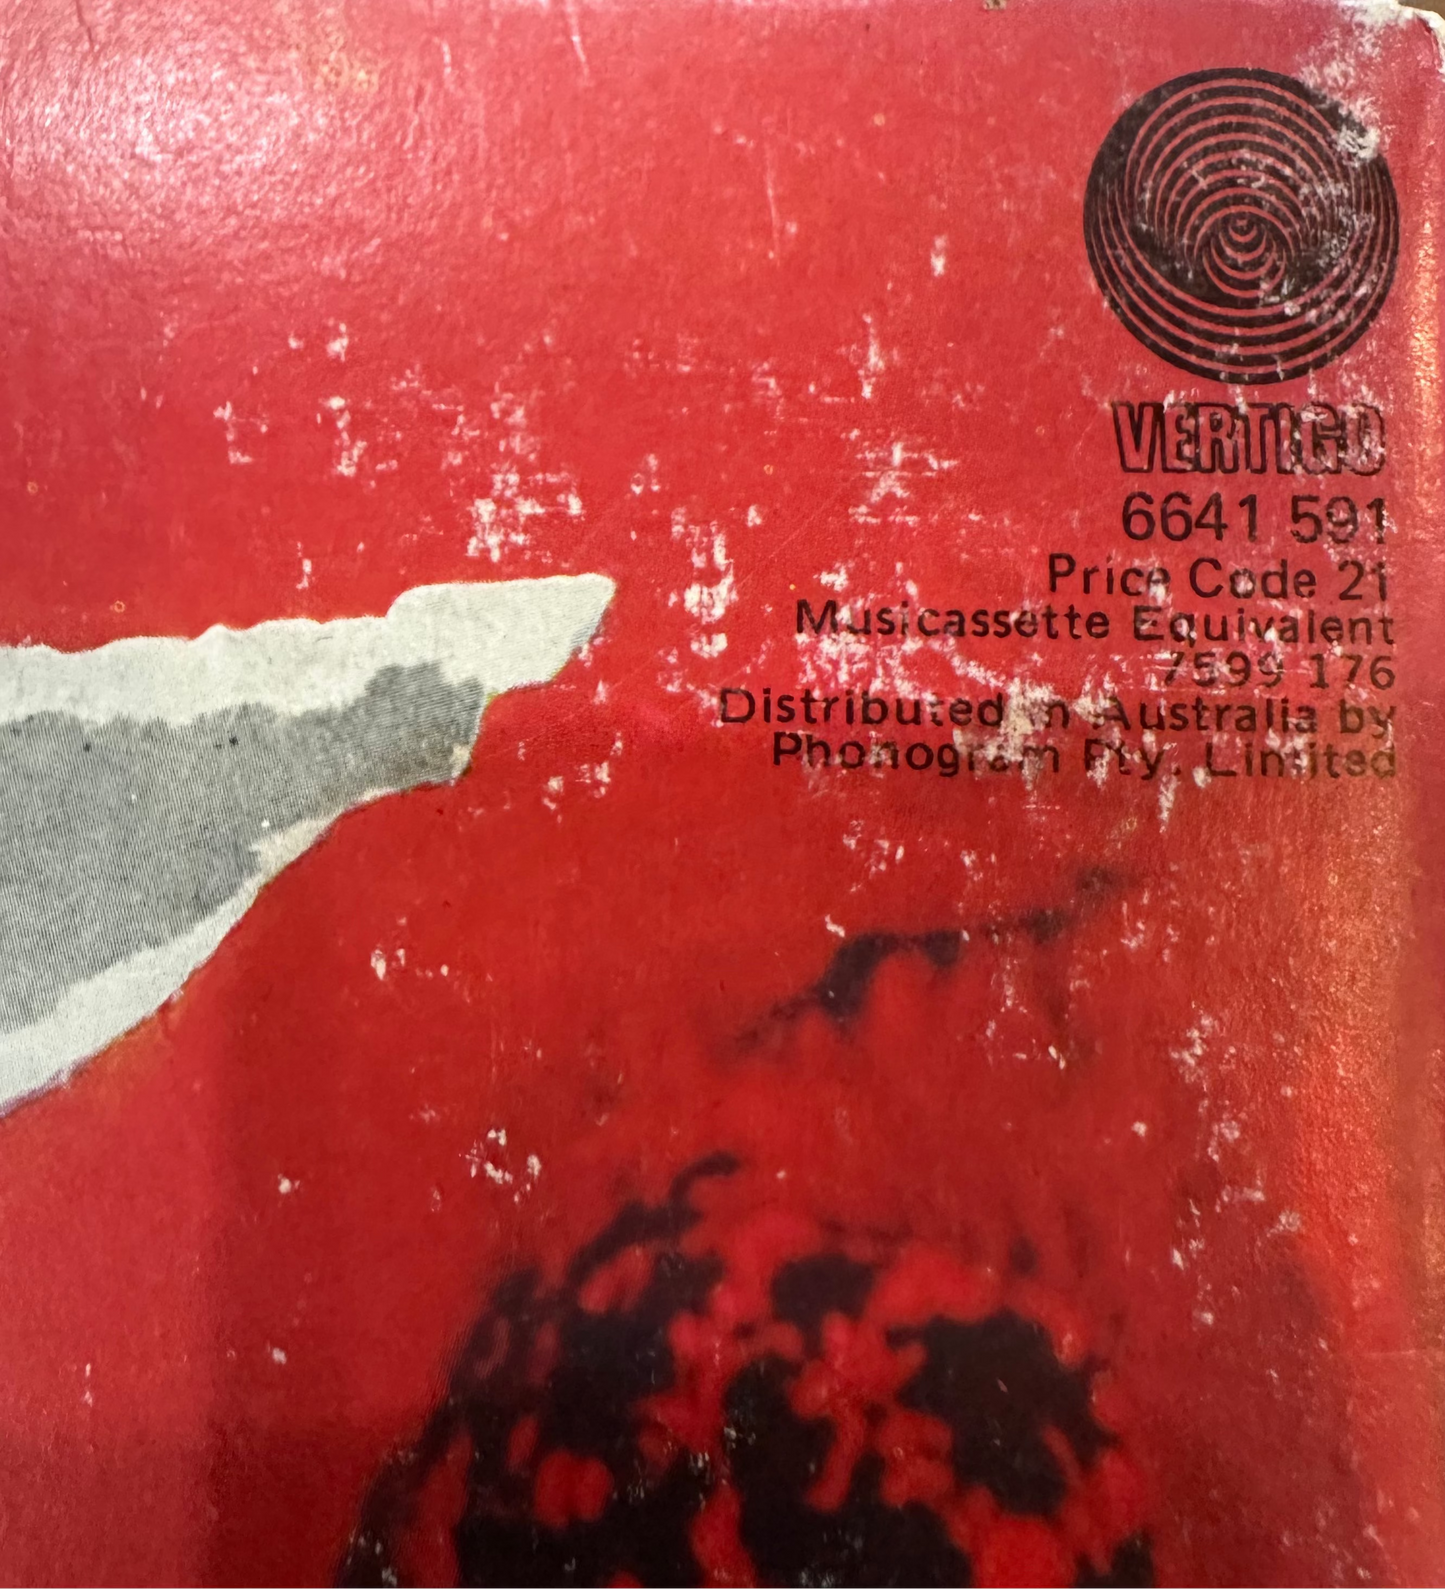 VERTIGO
6641 591
Price Code 21
Musicassette Equivalent
7599 176
Distributed in Australia by
Phonogram Pty. Limited